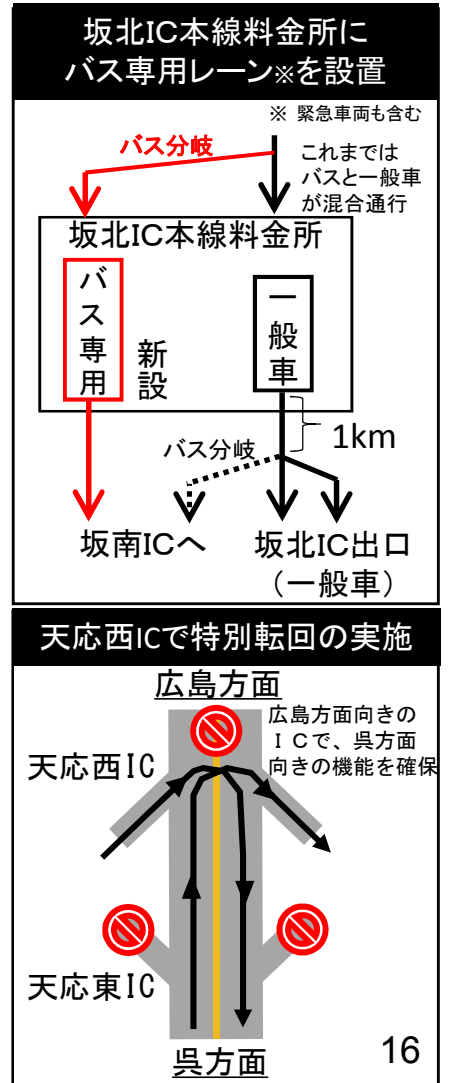 坂北IC本線料金所に
バス専用レーン※を設置
※ 緊急車両も含む
バス分岐
これまでは
バスと一般車
が混合通行
坂北IC本線料金所
バス専用
新設
一般車
1km
バス分岐
坂南ICへ
坂北IC出口
（一般車）
天応西ICで特別転回の実施
広島方面
広島方面向きの
ＩＣで、呉方面
向きの機能を確保
天応西IC
天応東IC
呉方面
16